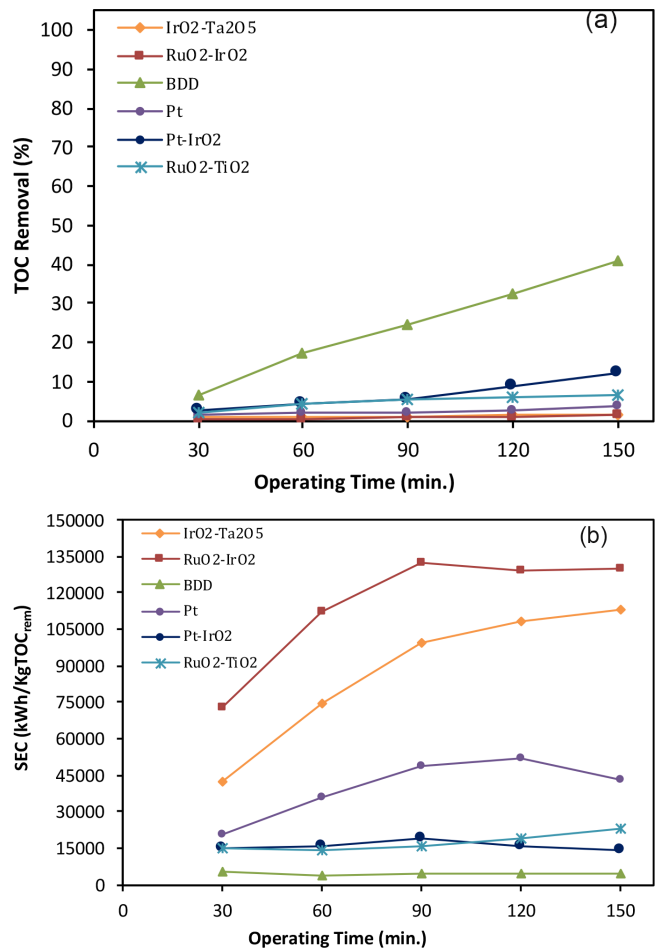 (a)
IrO2-Ta2O5
RuO2-IrO2
BDD
Pt
Pt-IrO2
RuO2-TiO2
TOC Removal (%)
100
90
80
70
60
50
40
30
20
10
0
0 30 60 90 120 150
Operating Time (min.)
(b)
IrO2-Ta2O5
RuO2-IrO2
BDD
Pt
Pt-IrO2
RuO2-TiO2
SEC (kWh/KgTOCrem)
150000
135000
120000
105000
90000
75000
60000
45000
30000
15000
0
0 30 60 90 120 150
Operating Time (min.)